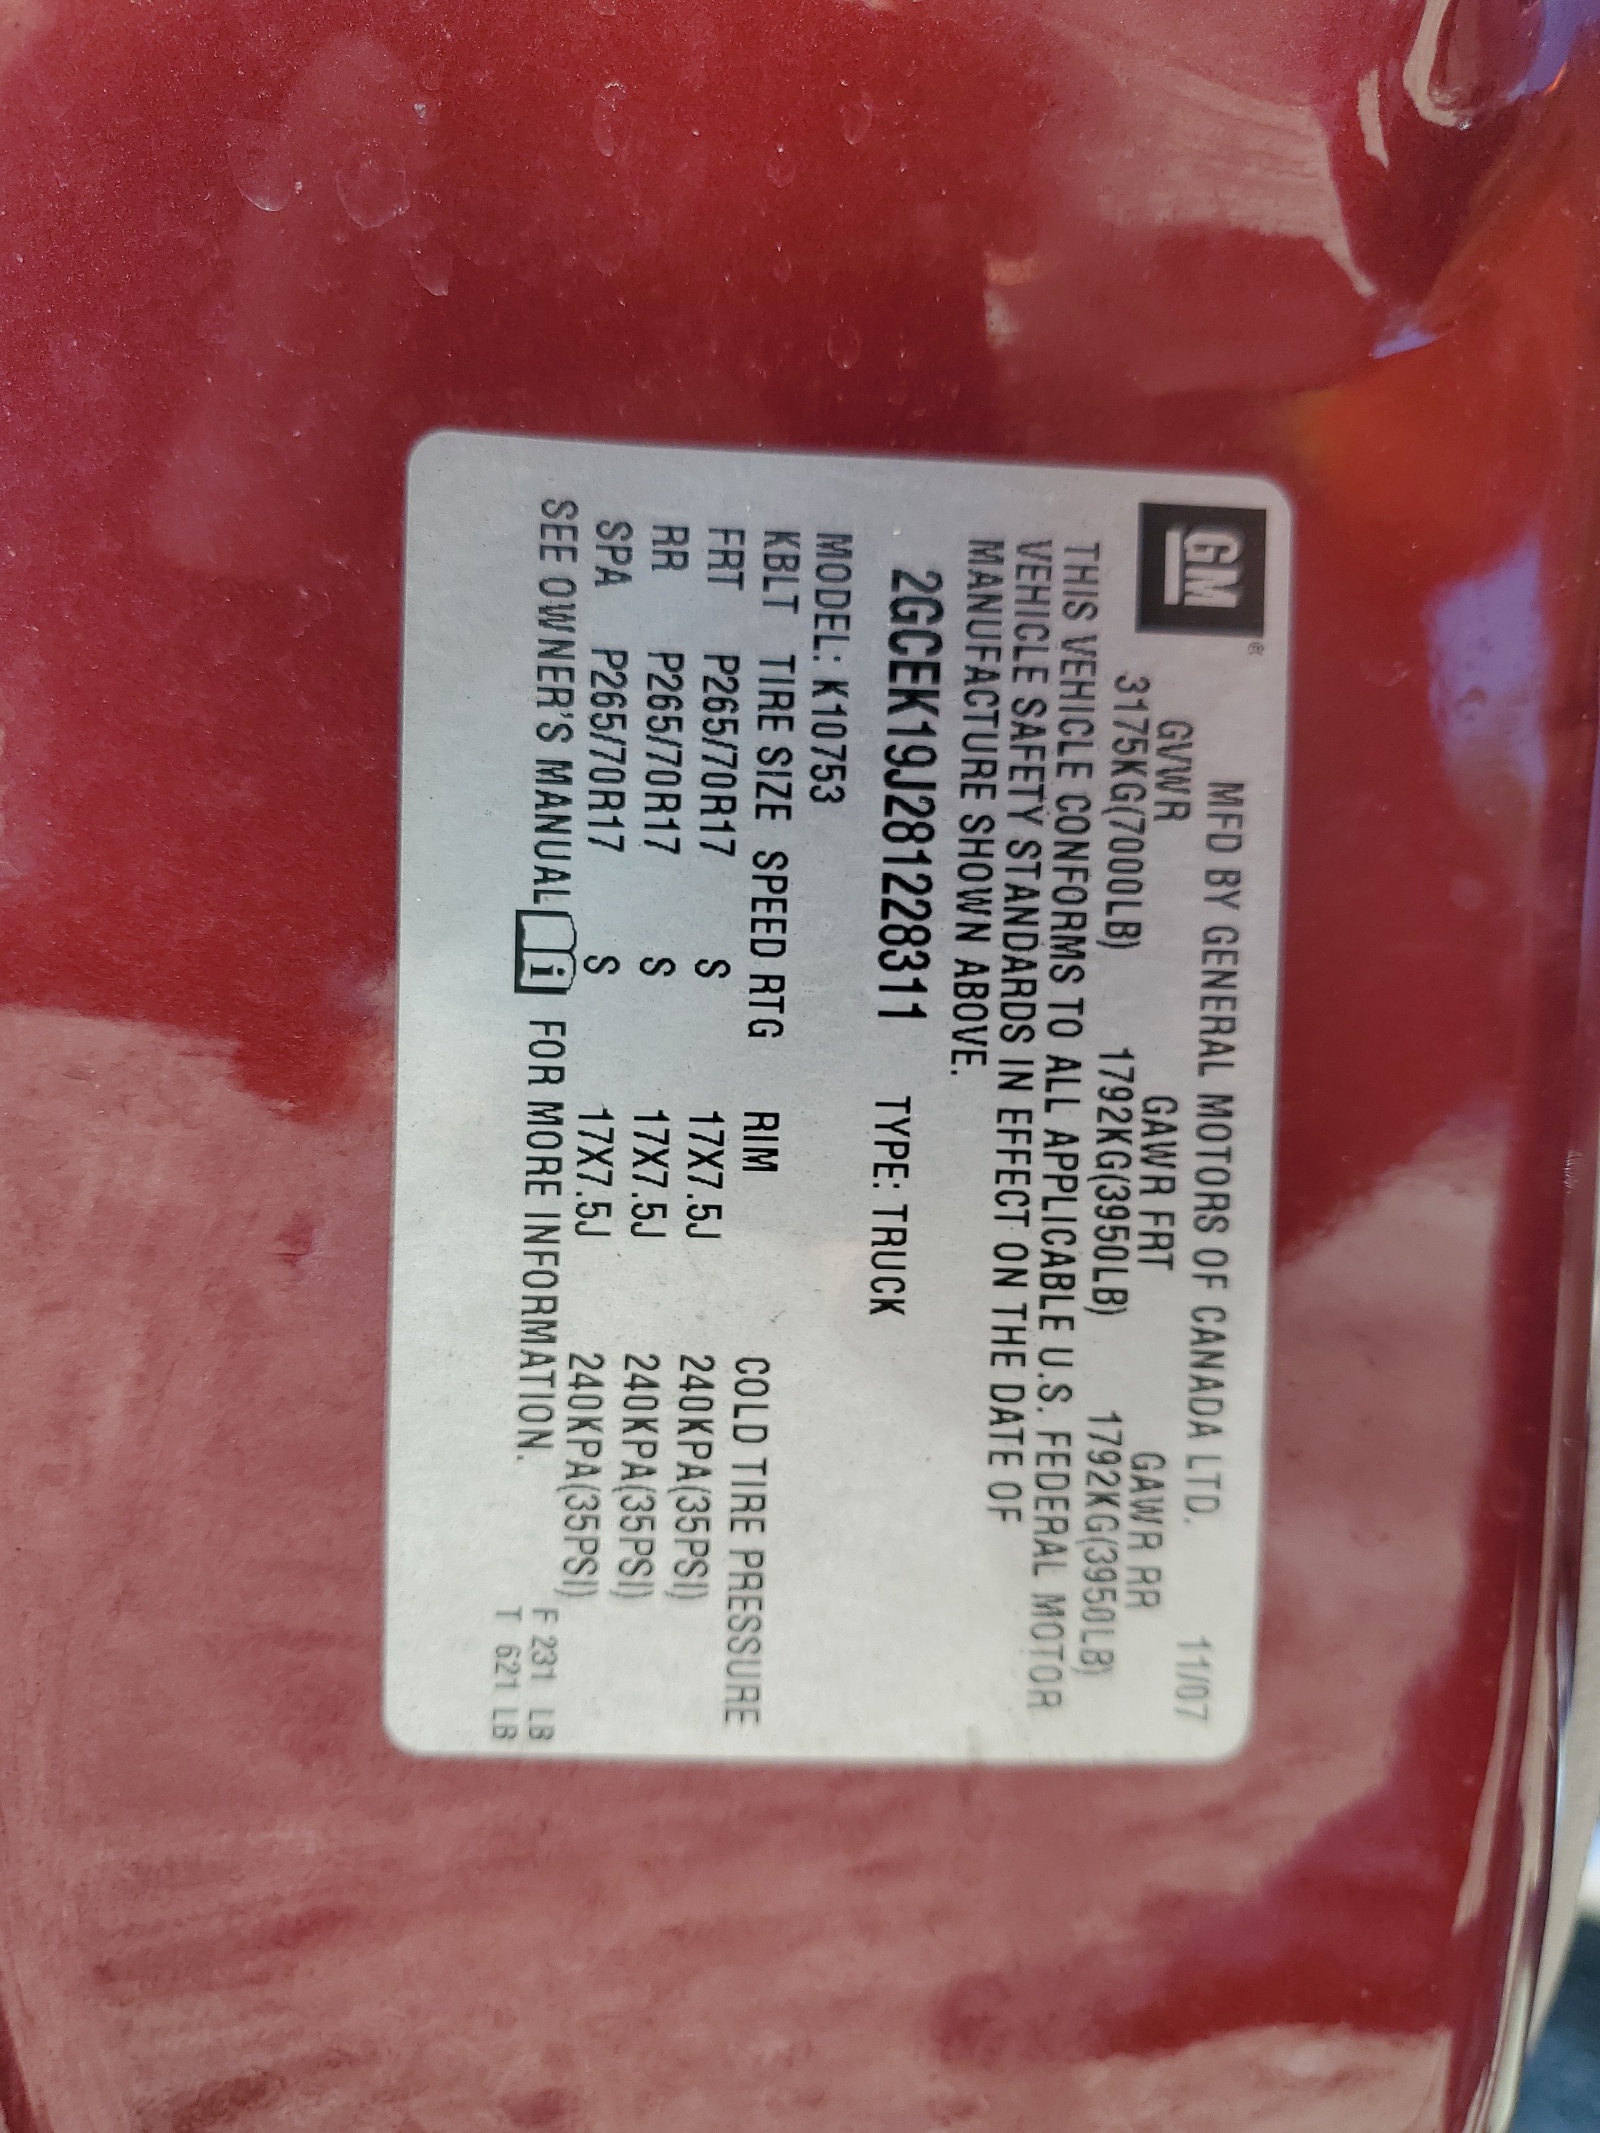 GM®
MFD BY GENERAL MOTORS OF CANADA LTD. 11/07
GVWR GAWR FRT GAWR RR
3175KG(7000LB) 1792KG(3950LB) 1792KG(3950LB)
THIS VEHICLE CONFORMS TO ALL APPLICABLE U.S. FEDERAL MOTOR
VEHICLE SAFETY STANDARDS IN EFFECT ON THE DATE OF
MANUFACTURE SHOWN ABOVE.
2GCEK19J281228311 TYPE: TRUCK
MODEL: K10753
KBLT TIRE SIZE SPEED RTG RIM COLD TIRE PRESSURE
FRT P265/70R17 S 17X7.5J 240KPA(35PSI)
RR P265/70R17 S 17X7.5J 240KPA(35PSI)
SPA P265/70R17 S 17X7.5J 240KPA(35PSI)
SEE OWNER'S MANUAL i FOR MORE INFORMATION.
F 231 LB
T 621 LB